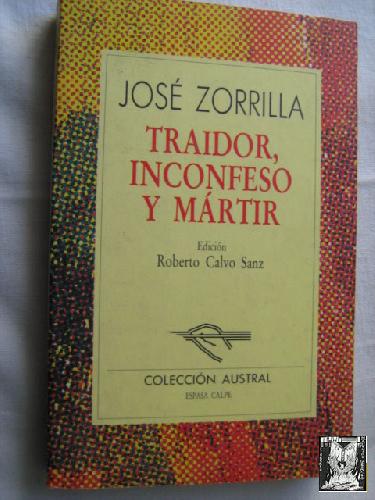 JOSÉ ZORRILLA
TRAIDOR,
INCONFESO
Y MÁRTIR
Edición
Roberto Calvo Sanz
COLECCIÓN AUSTRAL
ESPASA CALPE